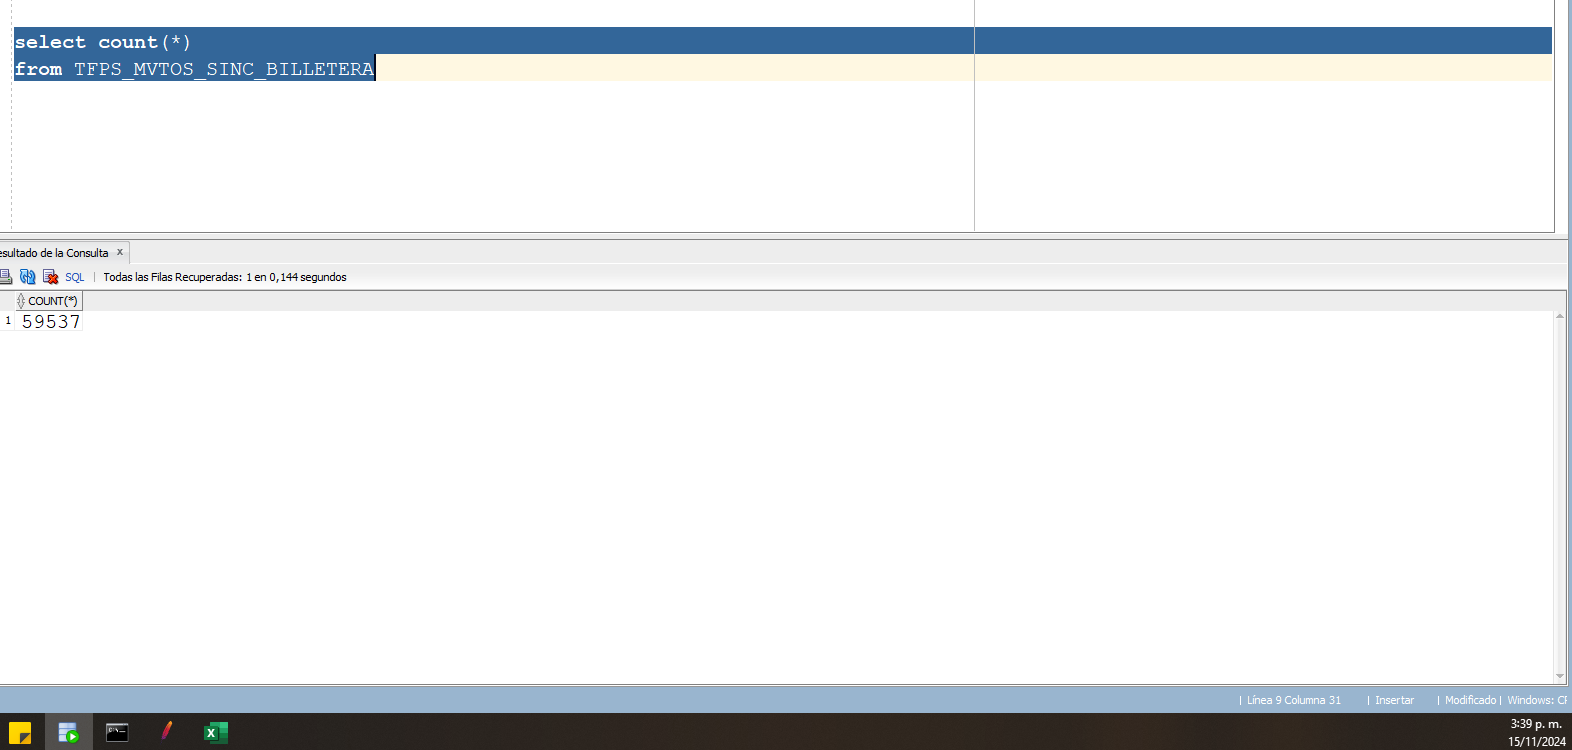 select count(*)
from TFPS_MVTOS_SINC_BILLETERA
esultado de la Consulta x
SQL | Todas las Filas Recuperadas: 1 en 0,144 segundos
COUNT(*)
1 59537
| Línea 9 Columna 31 | Insertar | Modificado | Windows: CF
3:39 p. m.
15/11/2024